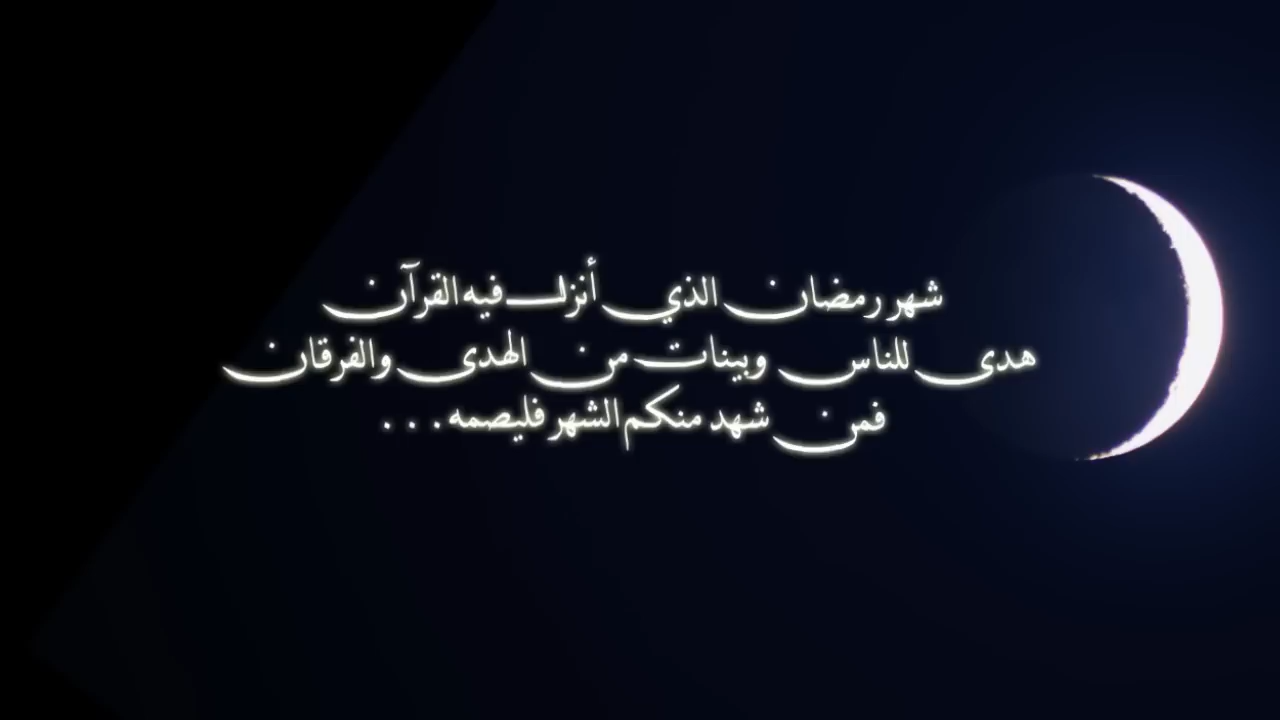 شهر رمضان الذي أنزل فيه القرآن
هدى للناس وبينات من الهدى والفرقان
فمن شهد منكم الشهر فليصمه...